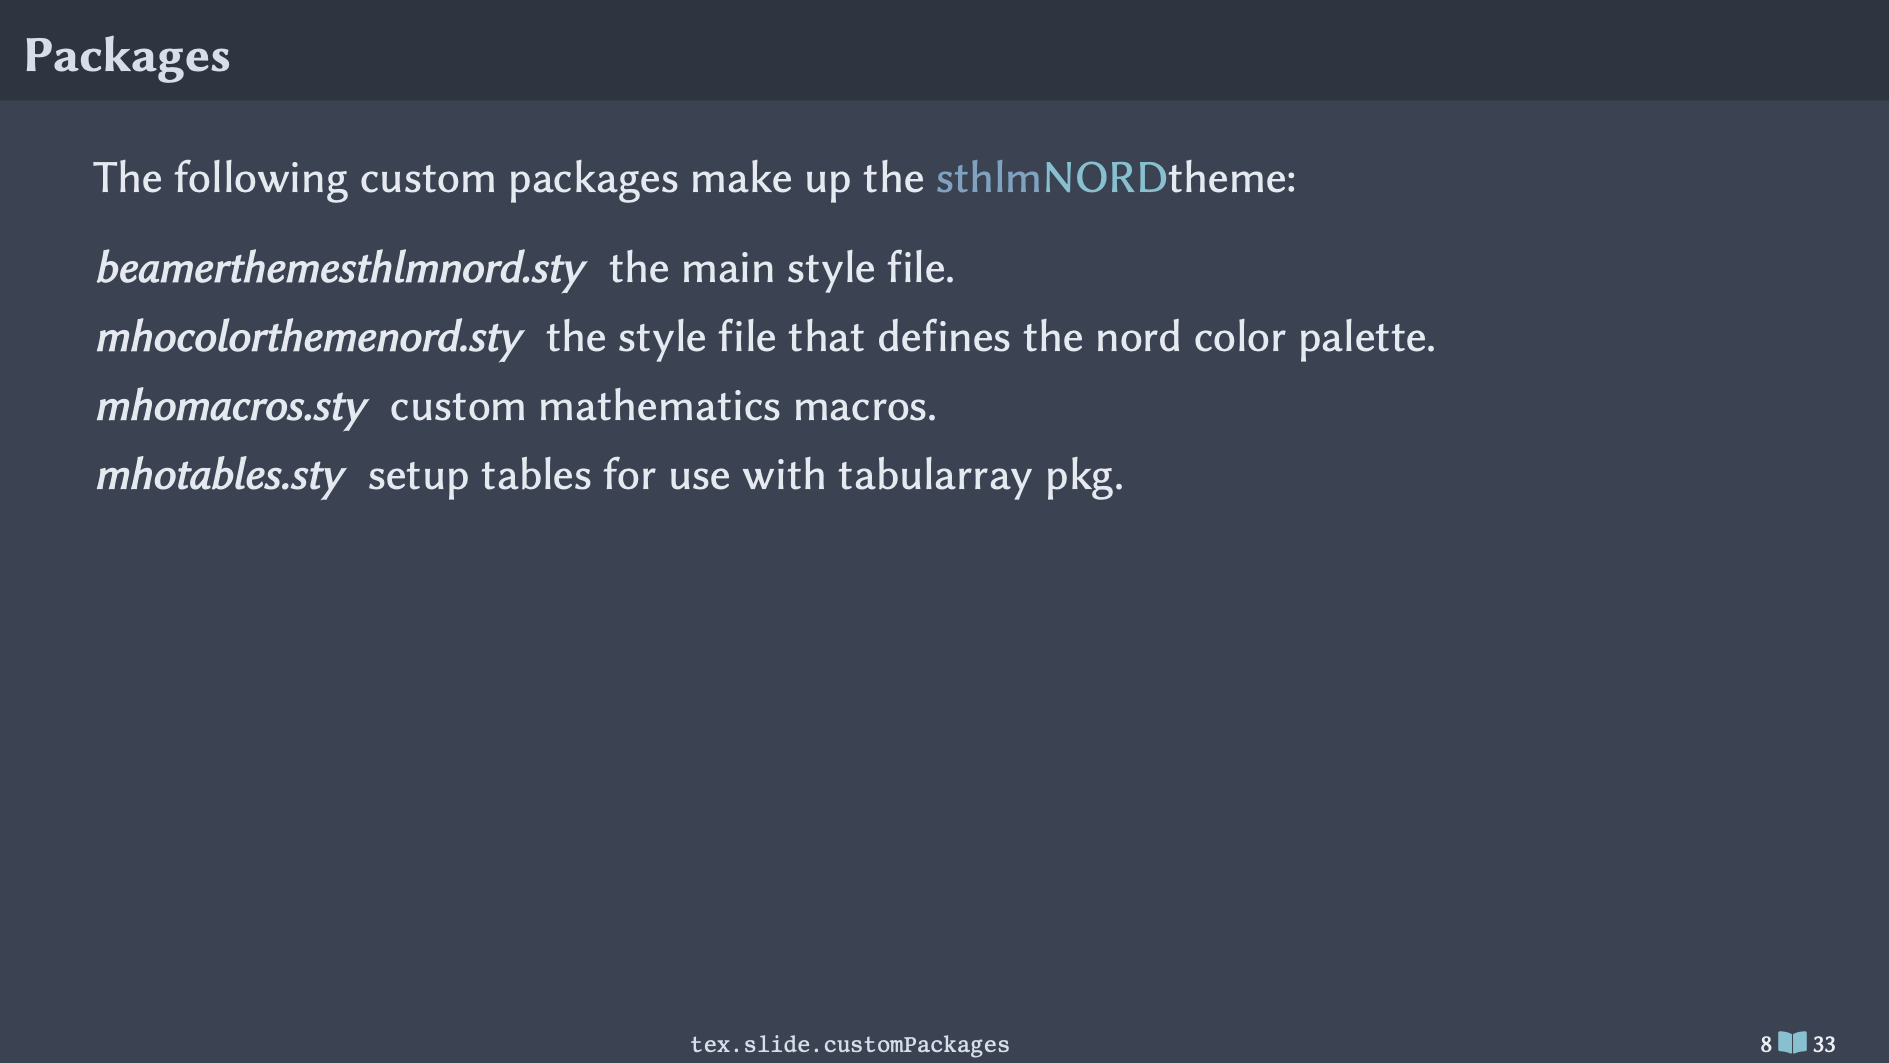 Packages
The following custom packages make up the sthlmNORDtheme:
beamerthemesthlmnord.sty the main style file.
mhocolorthemenord.sty the style file that defines the nord color palette.
mhomacros.sty custom mathematics macros.
mhotables.sty setup tables for use with tabularray pkg.
tex.slide.customPackages
8 33